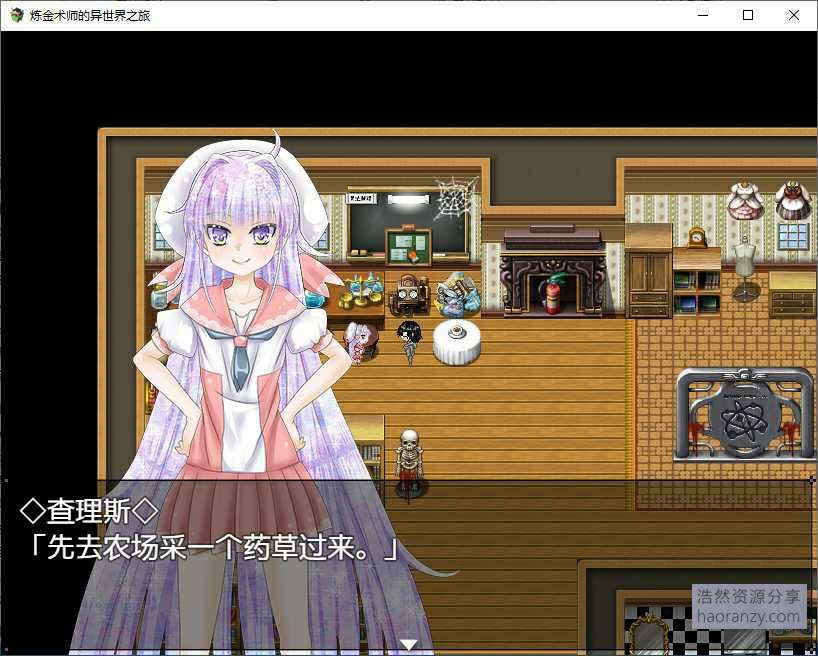 炼金术师的异世界之旅
◇查理斯◇
「先去农场采一个药草过来。」
浩然资源分享
haoranzy.com